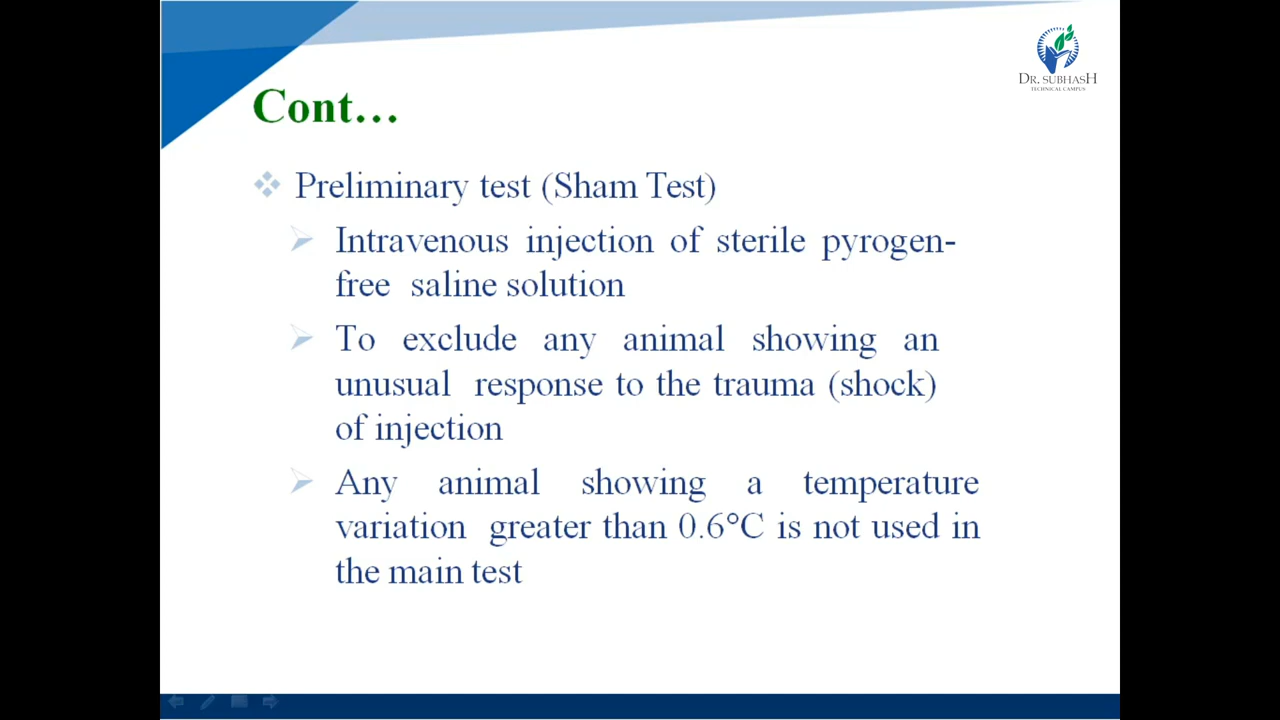 DR. SUBHASH
TECHNICAL CAMPUS
Cont...
Preliminary test (Sham Test)
Intravenous injection of sterile pyrogen-
free saline solution
To exclude any animal showing an
unusual response to the trauma (shock)
of injection
Any animal showing a temperature
variation greater than 0.6°C is not used in
the main test